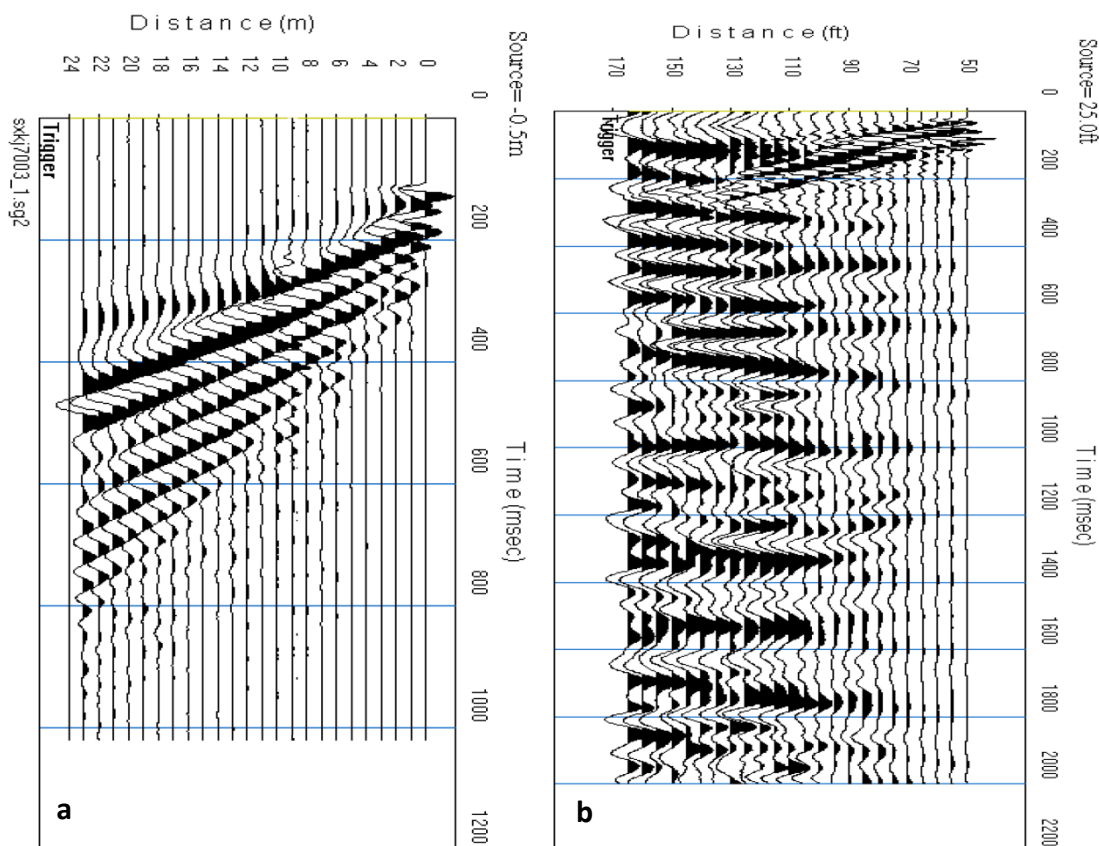 Distance (m)
24 22 20 18 16 14 12 10 8 6 4 2 0
Source= -0.5m
0
200
400
600
800
1000
1200
Time (msec)
Trigger
sxkj7003_1.sg2
a
Distance (ft)
170 150 130 110 90 70 50
Source= 25.0ft
0
200
400
600
800
1000
1200
1400
1600
1800
2000
2200
Time (msec)
Trigger
b